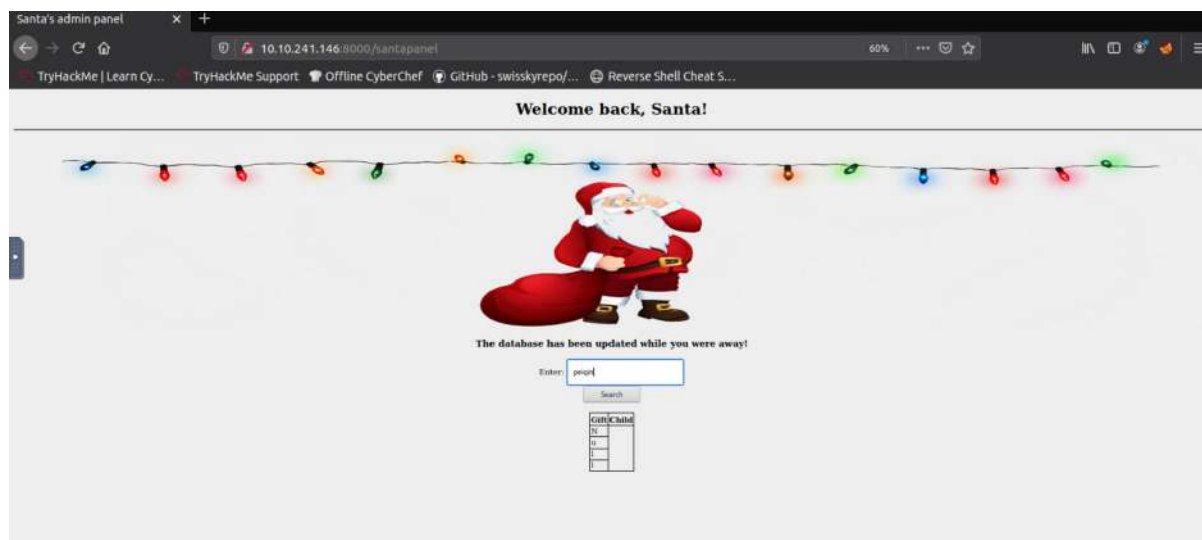 Santa's admin panel × +
10.10.241.146:8000/santapanel 60%
TryHackMe | Learn Cy... TryHackMe Support Offline CyberChef GitHub - swisskyrepo/... Reverse Shell Cheat S...
Welcome back, Santa!
The database has been updated while you were away!
Enter: peiqin
Search
Gift Child
N
u
l
l